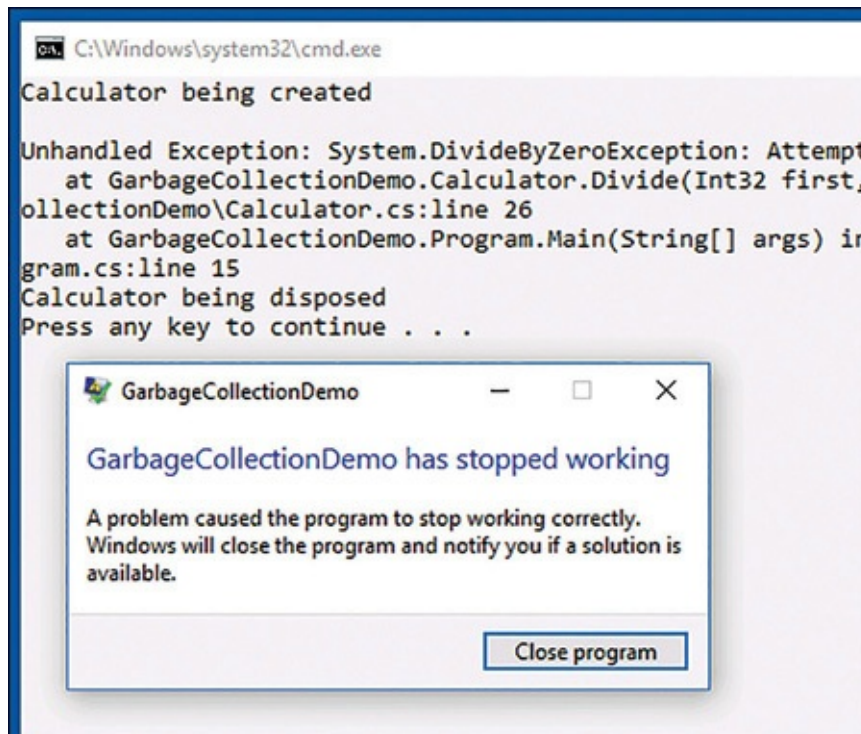 C:\Windows\system32\cmd.exe
Calculator being created
Unhandled Exception: System.DivideByZeroException: Attempt
at GarbageCollectionDemo.Calculator.Divide(Int32 first,
ollectionDemo\Calculator.cs:line 26
at GarbageCollectionDemo.Program.Main(String[] args) in
gram.cs:line 15
Calculator being disposed
Press any key to continue . . .
GarbageCollectionDemo
GarbageCollectionDemo has stopped working
A problem caused the program to stop working correctly.
Windows will close the program and notify you if a solution is
available.
Close program